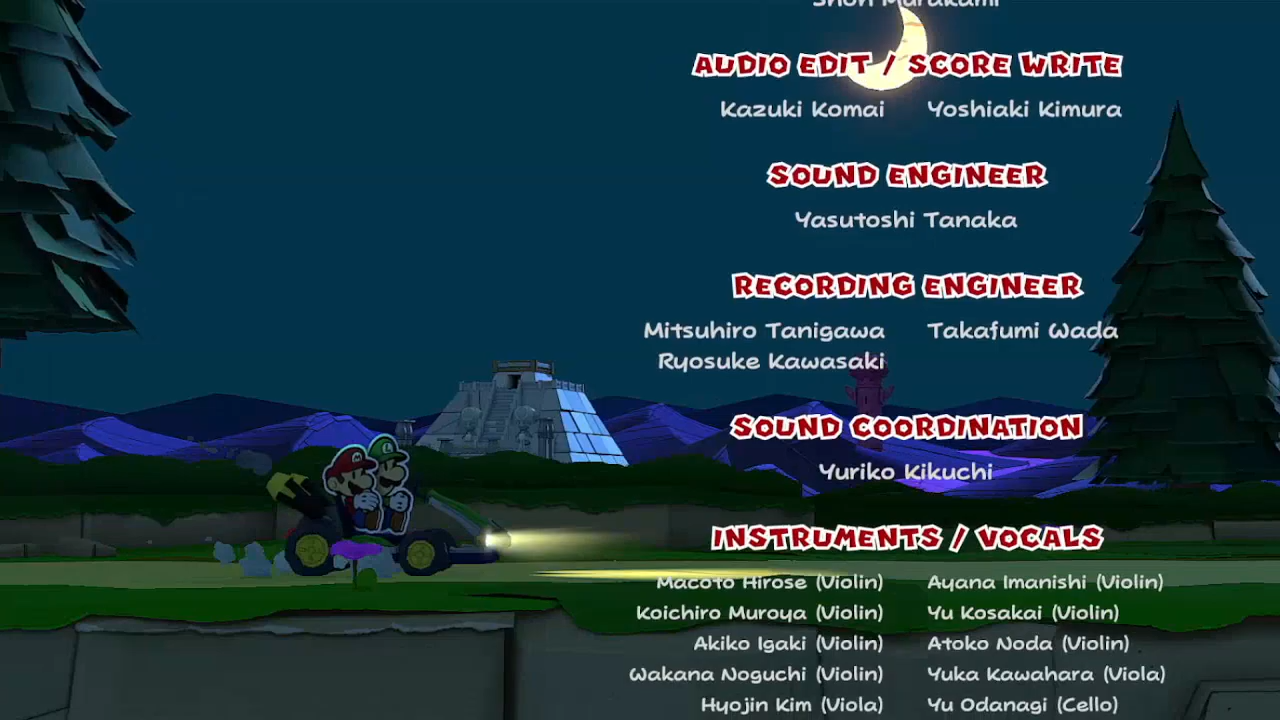 Shoh Murakami
AUDIO EDIT / SCORE WRITE
Kazuki Komai Yoshiaki Kimura
SOUND ENGINEER
Yasutoshi Tanaka
RECORDING ENGINEER
Mitsuhiro Tanigawa Takafumi Wada
Ryosuke Kawasaki
SOUND COORDINATION
Yuriko Kikuchi
INSTRUMENTS / VOCALS
Macoto Hirose (Violin) Ayana Imanishi (Violin)
Koichiro Muroya (Violin) Yu Kosakai (Violin)
Akiko Igaki (Violin) Atoko Noda (Violin)
Wakana Noguchi (Violin) Yuka Kawahara (Viola)
Hyojin Kim (Viola) Yu Odanagi (Cello)